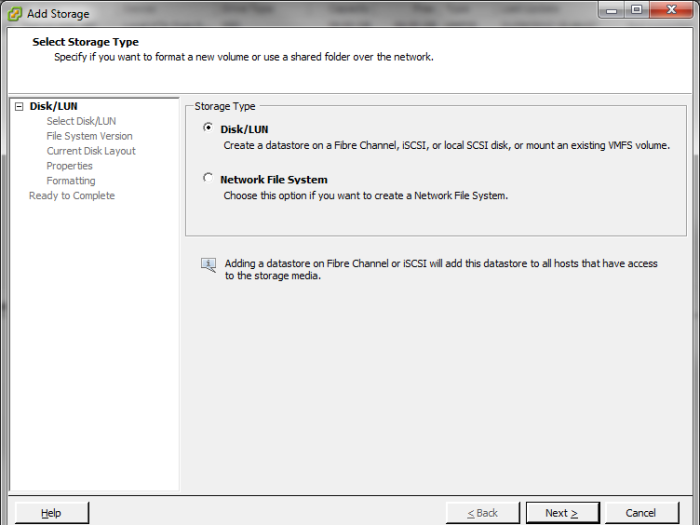 Add Storage
Select Storage Type
Specify if you want to format a new volume or use a shared folder over the network.
Disk/LUN
Select Disk/LUN
File System Version
Current Disk Layout
Properties
Formatting
Ready to Complete
Storage Type
Disk/LUN
Create a datastore on a Fibre Channel, iSCSI, or local SCSI disk, or mount an existing VMFS volume.
Network File System
Choose this option if you want to create a Network File System.
Adding a datastore on Fibre Channel or iSCSI will add this datastore to all hosts that have access
to the storage media.
Help
< Back
Next >
Cancel